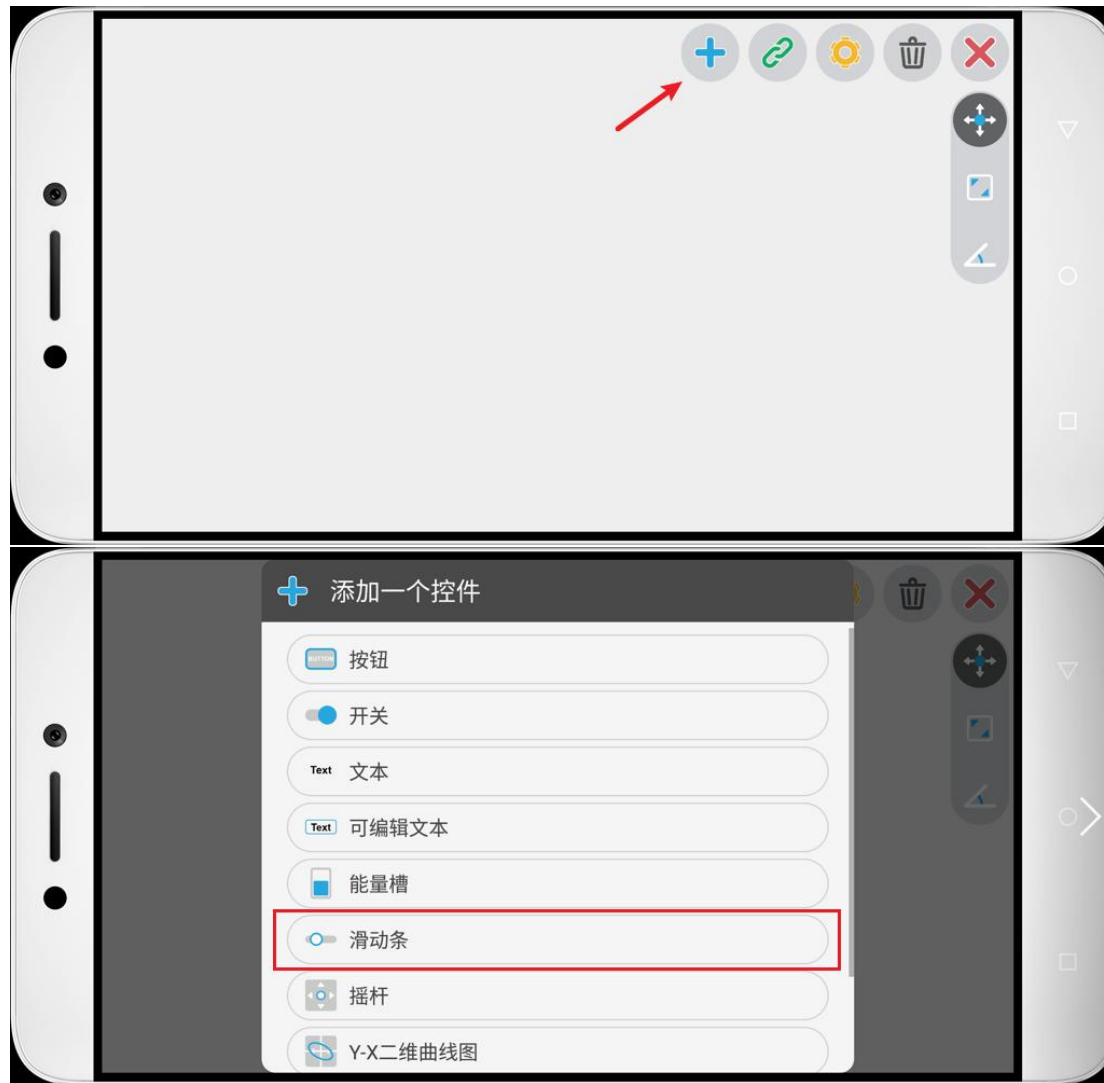 添加一个控件
BUTTON 按钮
开关
Text 文本
Text 可编辑文本
能量槽
滑动条
摇杆
Y-X二维曲线图